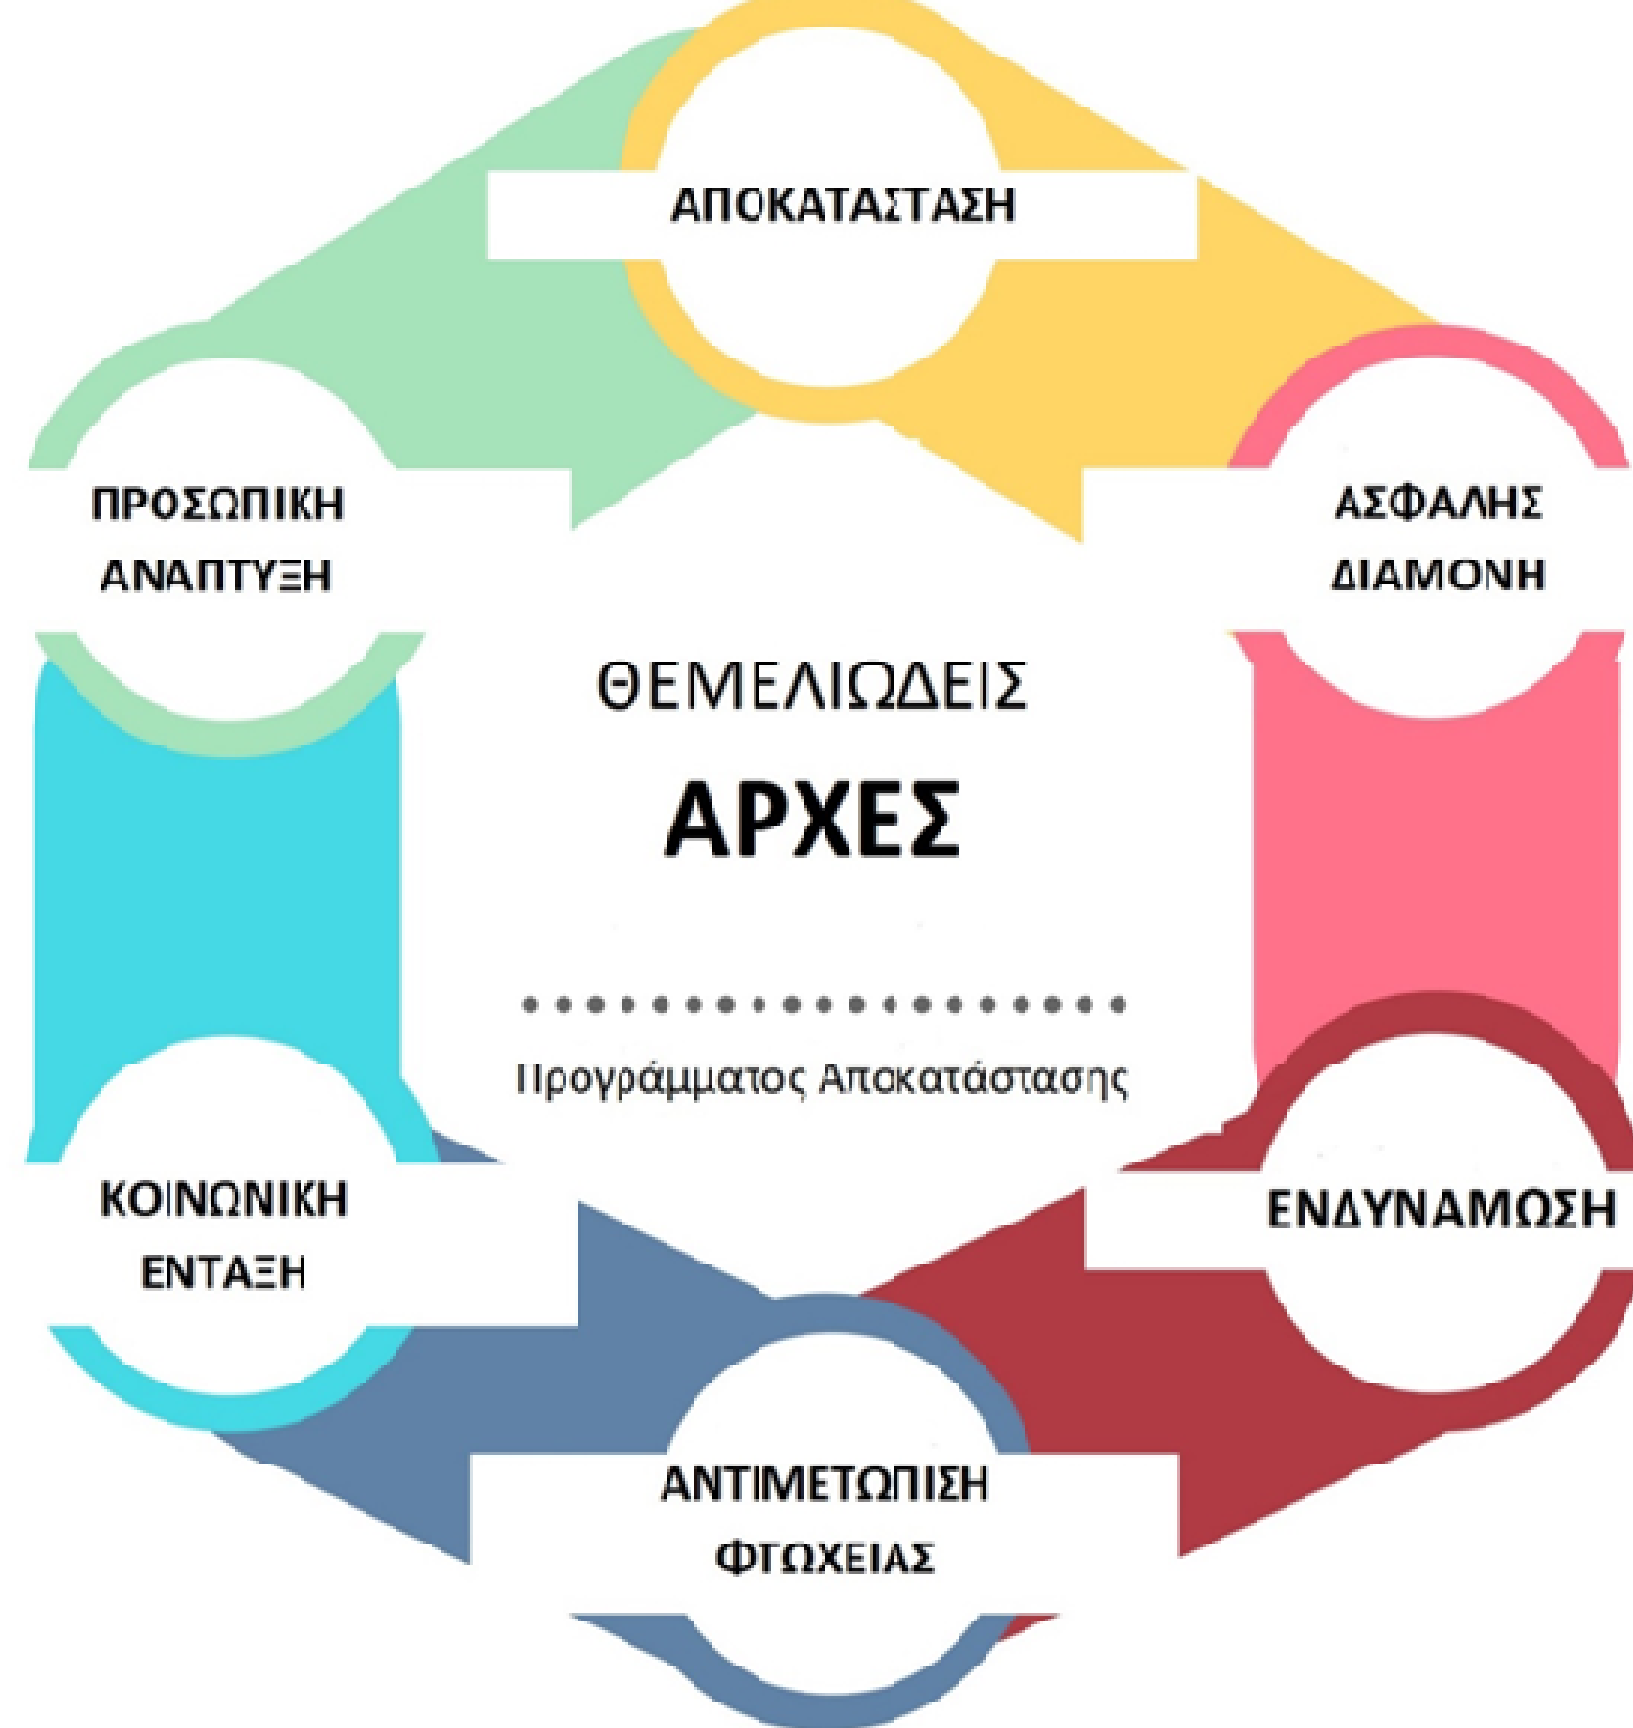 ΑΠΟΚΑΤΑΣΤΑΣΗ
ΠΡΟΣΩΠΙΚΗ
ΑΝΑΠΤΥΞΗ
ΑΣΦΑΛΗΣ
ΔΙΑΜΟΝΗ
ΘΕΜΕΛΙΩΔΕΙΣ
ΑΡΧΕΣ
Προγράμματος Αποκατάστασης
ΚΟΙΝΩΝΙΚΗ
ΕΝΤΑΞΗ
ΕΝΔΥΝΑΜΩΣΗ
ΑΝΤΙΜΕΤΩΠΙΣΗ
ΦΤΩΧΕΙΑΣ